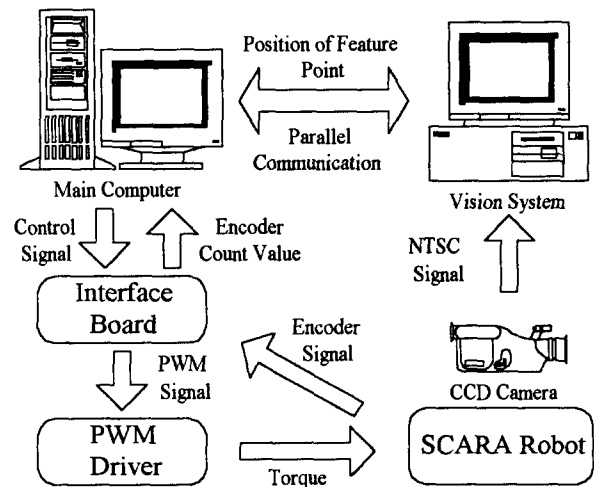 Position of Feature
Point
Parallel
Communication
Main Computer
Vision System
Control
Signal
Encoder
Count Value
NTSC
Signal
Interface
Board
Encoder
Signal
PWM
Signal
CCD Camera
PWM
Driver
SCARA Robot
Torque